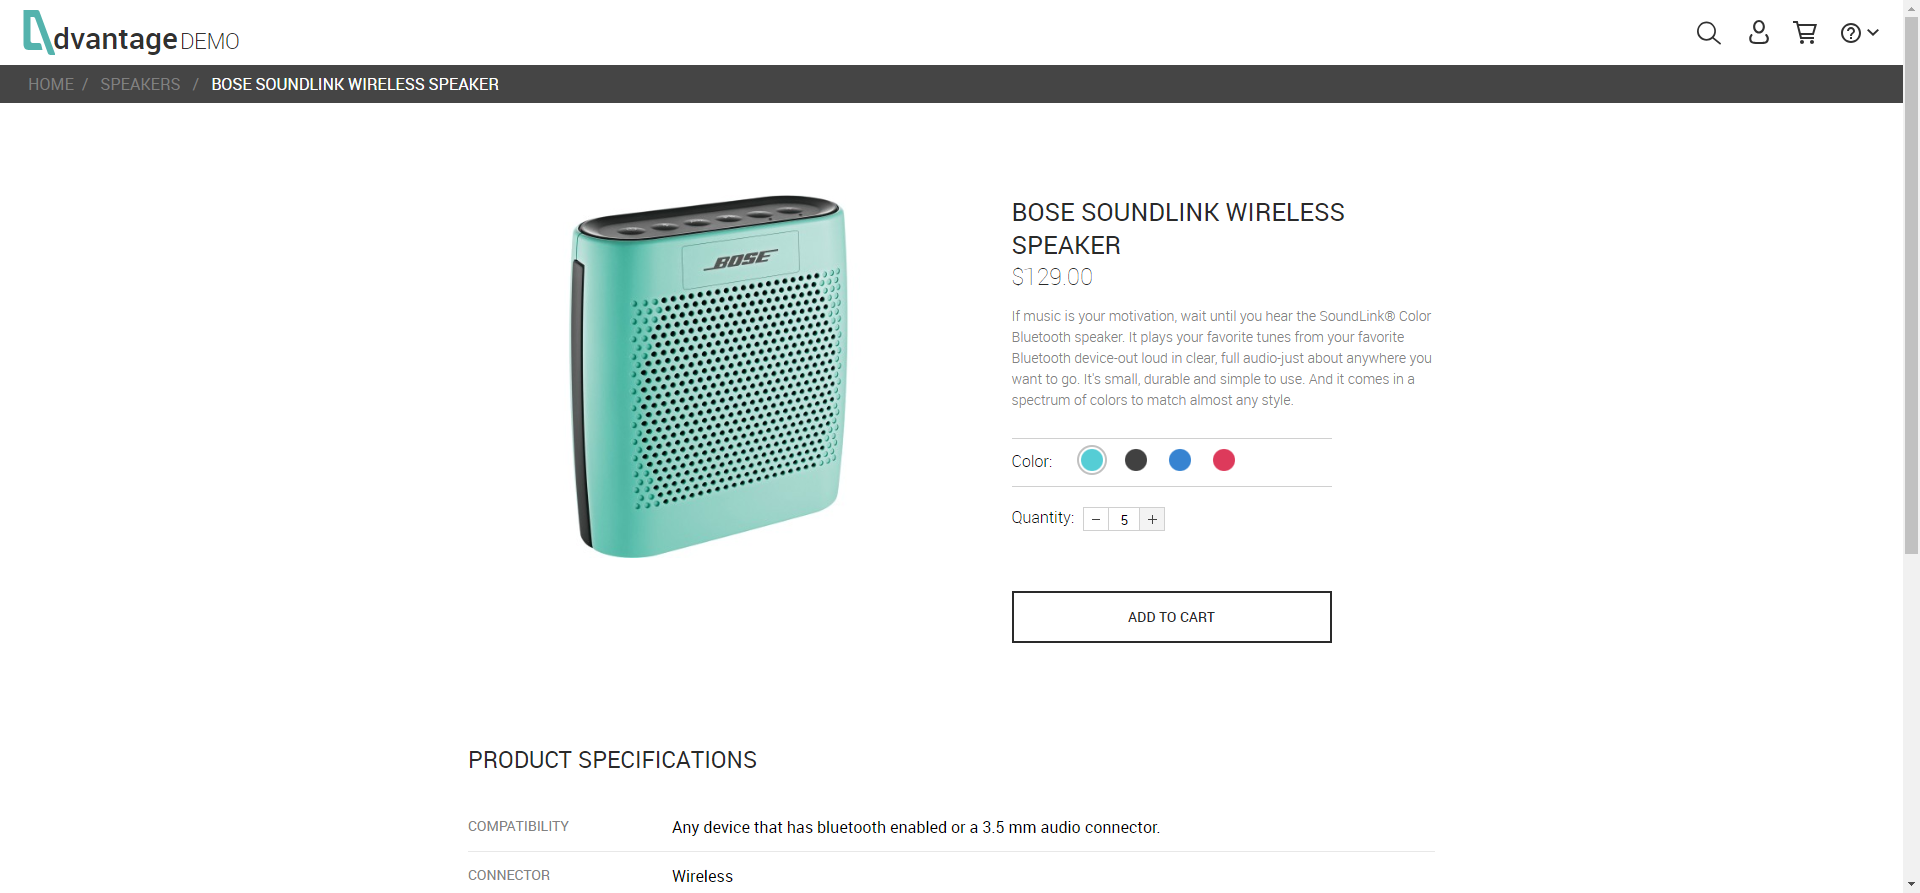 dvantage DEMO
HOME / SPEAKERS / BOSE SOUNDLINK WIRELESS SPEAKER
BOSE
BOSE SOUNDLINK WIRELESS
SPEAKER
$129.00
If music is your motivation, wait until you hear the SoundLink® Color
Bluetooth speaker. It plays your favorite tunes from your favorite
Bluetooth device-out loud in clear, full audio-just about anywhere you
want to go. It's small, durable and simple to use. And it comes in a
spectrum of colors to match almost any style.
Color:
Quantity: − 5 +
ADD TO CART
PRODUCT SPECIFICATIONS
COMPATIBILITY Any device that has bluetooth enabled or a 3.5 mm audio connector.
CONNECTOR Wireless